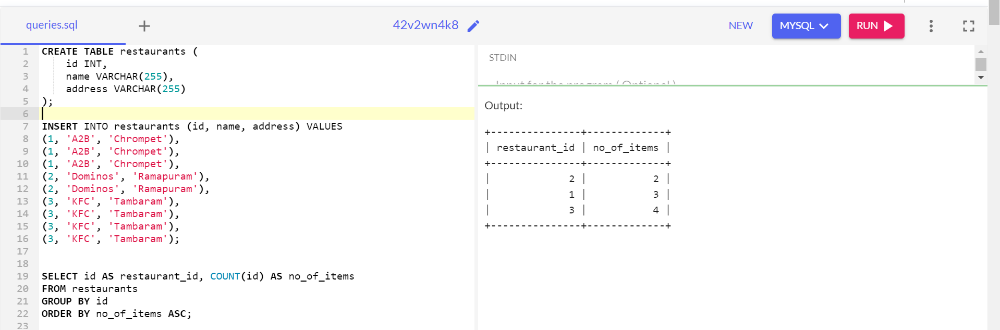 queries.sql + 42v2wn4k8 NEW MYSQL RUN
1 CREATE TABLE restaurants (
2 id INT,
3 name VARCHAR(255),
4 address VARCHAR(255)
5 );
6
7 INSERT INTO restaurants (id, name, address) VALUES
8 (1, 'A2B', 'Chrompet'),
9 (1, 'A2B', 'Chrompet'),
10 (1, 'A2B', 'Chrompet'),
11 (2, 'Dominos', 'Ramapuram'),
12 (2, 'Dominos', 'Ramapuram'),
13 (3, 'KFC', 'Tambaram'),
14 (3, 'KFC', 'Tambaram'),
15 (3, 'KFC', 'Tambaram'),
16 (3, 'KFC', 'Tambaram');
17
18
19 SELECT id AS restaurant_id, COUNT(id) AS no_of_items
20 FROM restaurants
21 GROUP BY id
22 ORDER BY no_of_items ASC;
23
STDIN
Input for the program ( Optional )
Output:
+---------------+-------------+
| restaurant_id | no_of_items |
+---------------+-------------+
|             2 |           2 |
|             1 |           3 |
|             3 |           4 |
+---------------+-------------+